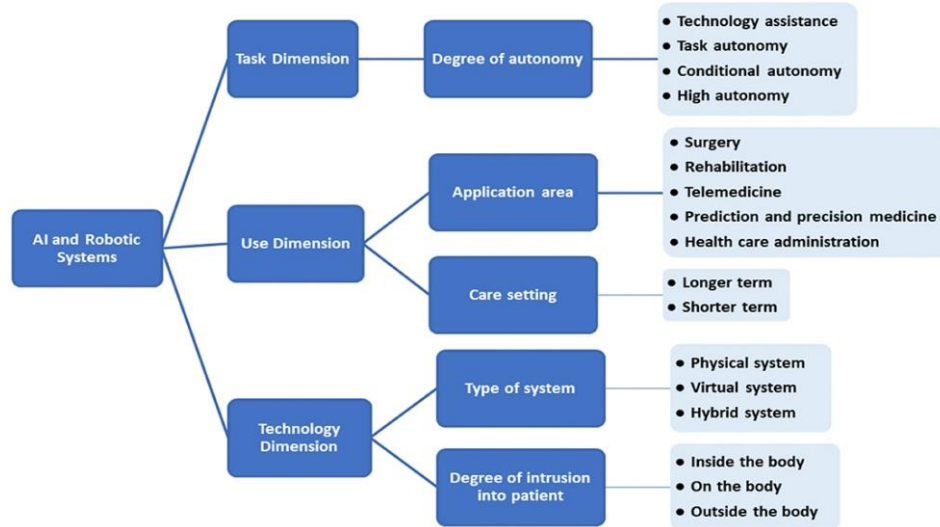 AI and Robotic
Systems
Task Dimension
Degree of autonomy
● Technology assistance
● Task autonomy
● Conditional autonomy
● High autonomy
Use Dimension
Application area
● Surgery
● Rehabilitation
● Telemedicine
● Prediction and precision medicine
● Health care administration
Care setting
● Longer term
● Shorter term
Technology
Dimension
Type of system
● Physical system
● Virtual system
● Hybrid system
Degree of intrusion
into patient
● Inside the body
● On the body
● Outside the body